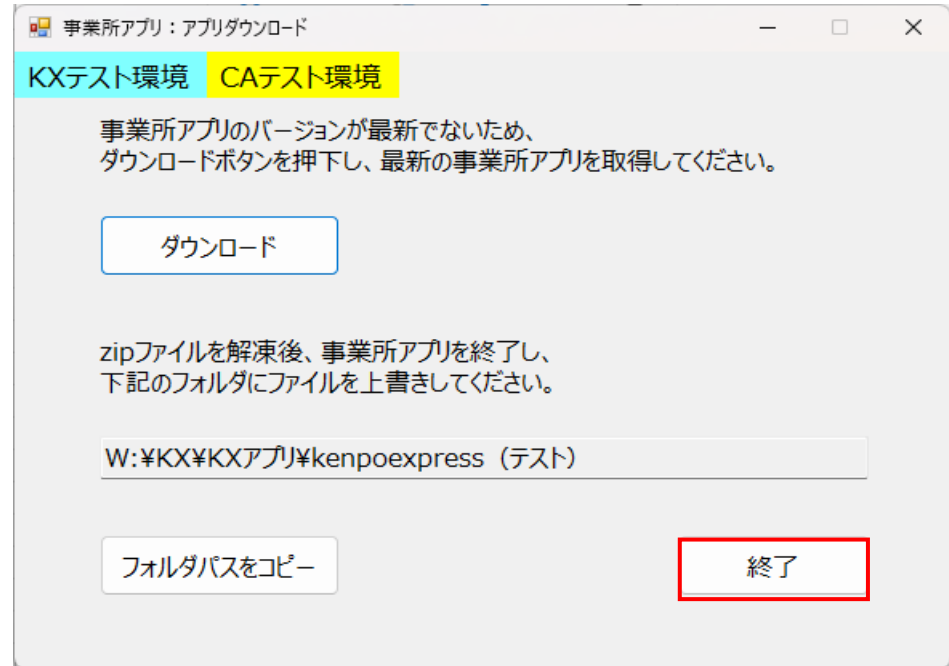 事業所アプリ：アプリダウンロード
KXテスト環境 CAテスト環境
事業所アプリのバージョンが最新でないため、
ダウンロードボタンを押下し、最新の事業所アプリを取得してください。
ダウンロード
zipファイルを解凍後、事業所アプリを終了し、
下記のフォルダにファイルを上書きしてください。
W:¥KX¥KXアプリ¥kenpoexpress（テスト）
フォルダパスをコピー 終了